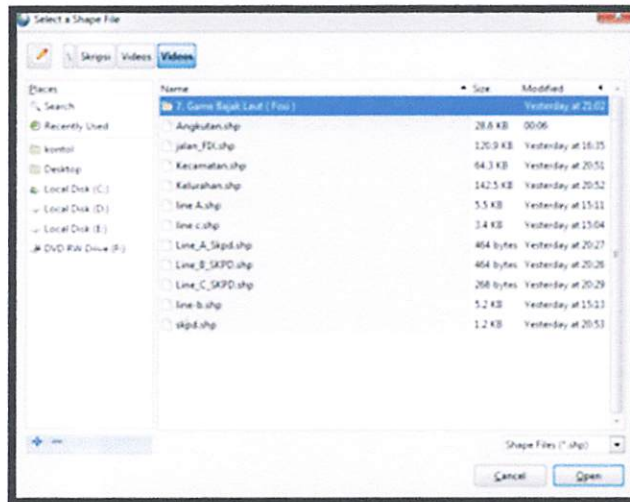 Select a Shape File
Skripsi Videos Videos
Places Name Size Modified
Search 7. Game Bajak Laut ( Fosi ) Yesterday at 21:02
Recently Used Angkutan.shp 28.6 KB 00:06
kontol jalan_FIX.shp 120.9 KB Yesterday at 16:35
Desktop Kecamatan.shp 64.3 KB Yesterday at 20:51
Local Disk (C:) Kelurahan.shp 142.5 KB Yesterday at 20:52
Local Disk (D:) line A.shp 5.5 KB Yesterday at 15:11
Local Disk (E:) line c.shp 3.4 KB Yesterday at 15:04
DVD RW Drive (F:) Line_A_Skpd.shp 464 bytes Yesterday at 20:27
Line_B_SKPD.shp 464 bytes Yesterday at 20:26
Line_C_SKPD.shp 268 bytes Yesterday at 20:29
line-b.shp 5.2 KB Yesterday at 15:13
skpd.shp 1.2 KB Yesterday at 20:53
Shape Files (*.shp)
Cancel Open